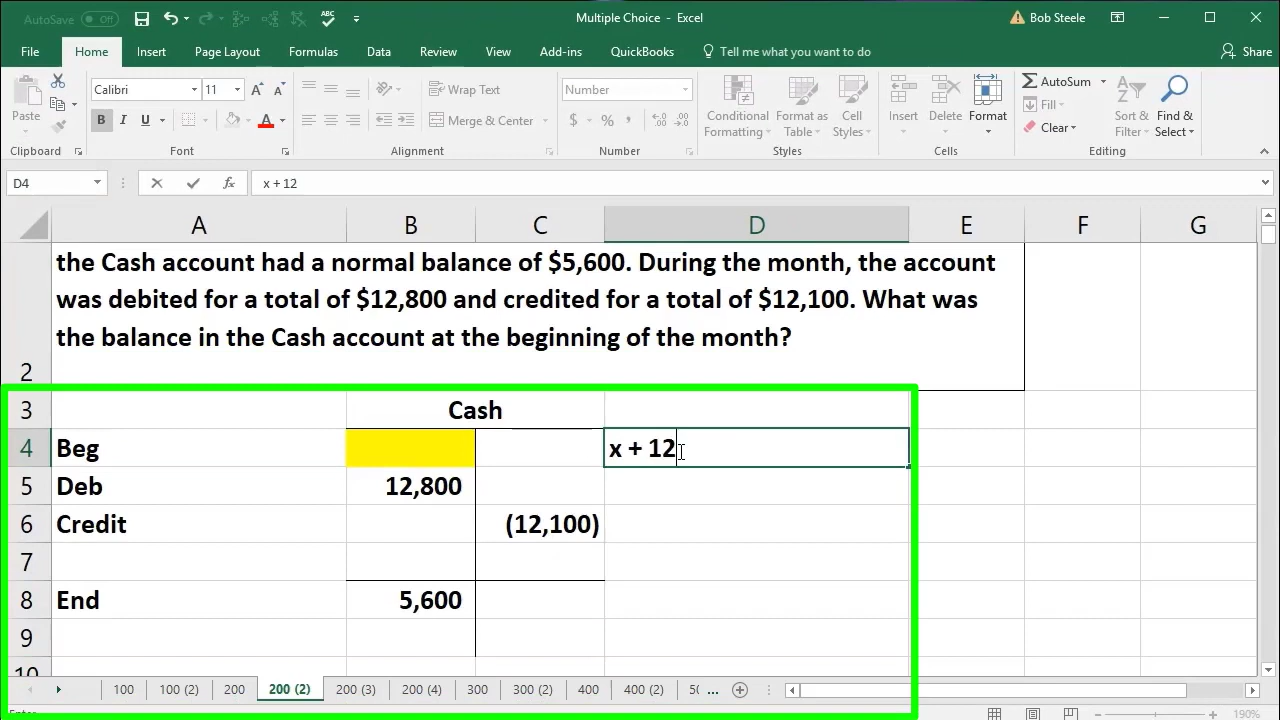 AutoSave Off
ABC
Multiple Choice - Excel
Bob Steele
File Home Insert Page Layout Formulas Data Review View Add-ins QuickBooks Tell me what you want to do Share
Paste
Calibri 11 A A
B I U A
Wrap Text
Merge & Center
Number
$ % ,
Conditional Formatting
Format as Table
Cell Styles
Insert Delete Format
AutoSum
Fill
Clear
Sort & Filter
Find & Select
Clipboard Font Alignment Number Styles Cells Editing
D4 fx x + 12
A B C D E F G
the Cash account had a normal balance of $5,600. During the month, the account
was debited for a total of $12,800 and credited for a total of $12,100. What was
the balance in the Cash account at the beginning of the month?
2
3 Cash
4 Beg x + 12
5 Deb 12,800
6 Credit (12,100)
7
8 End 5,600
9
10
100 100 (2) 200 200 (2) 200 (3) 200 (4) 300 300 (2) 400 400 (2) ...
190%